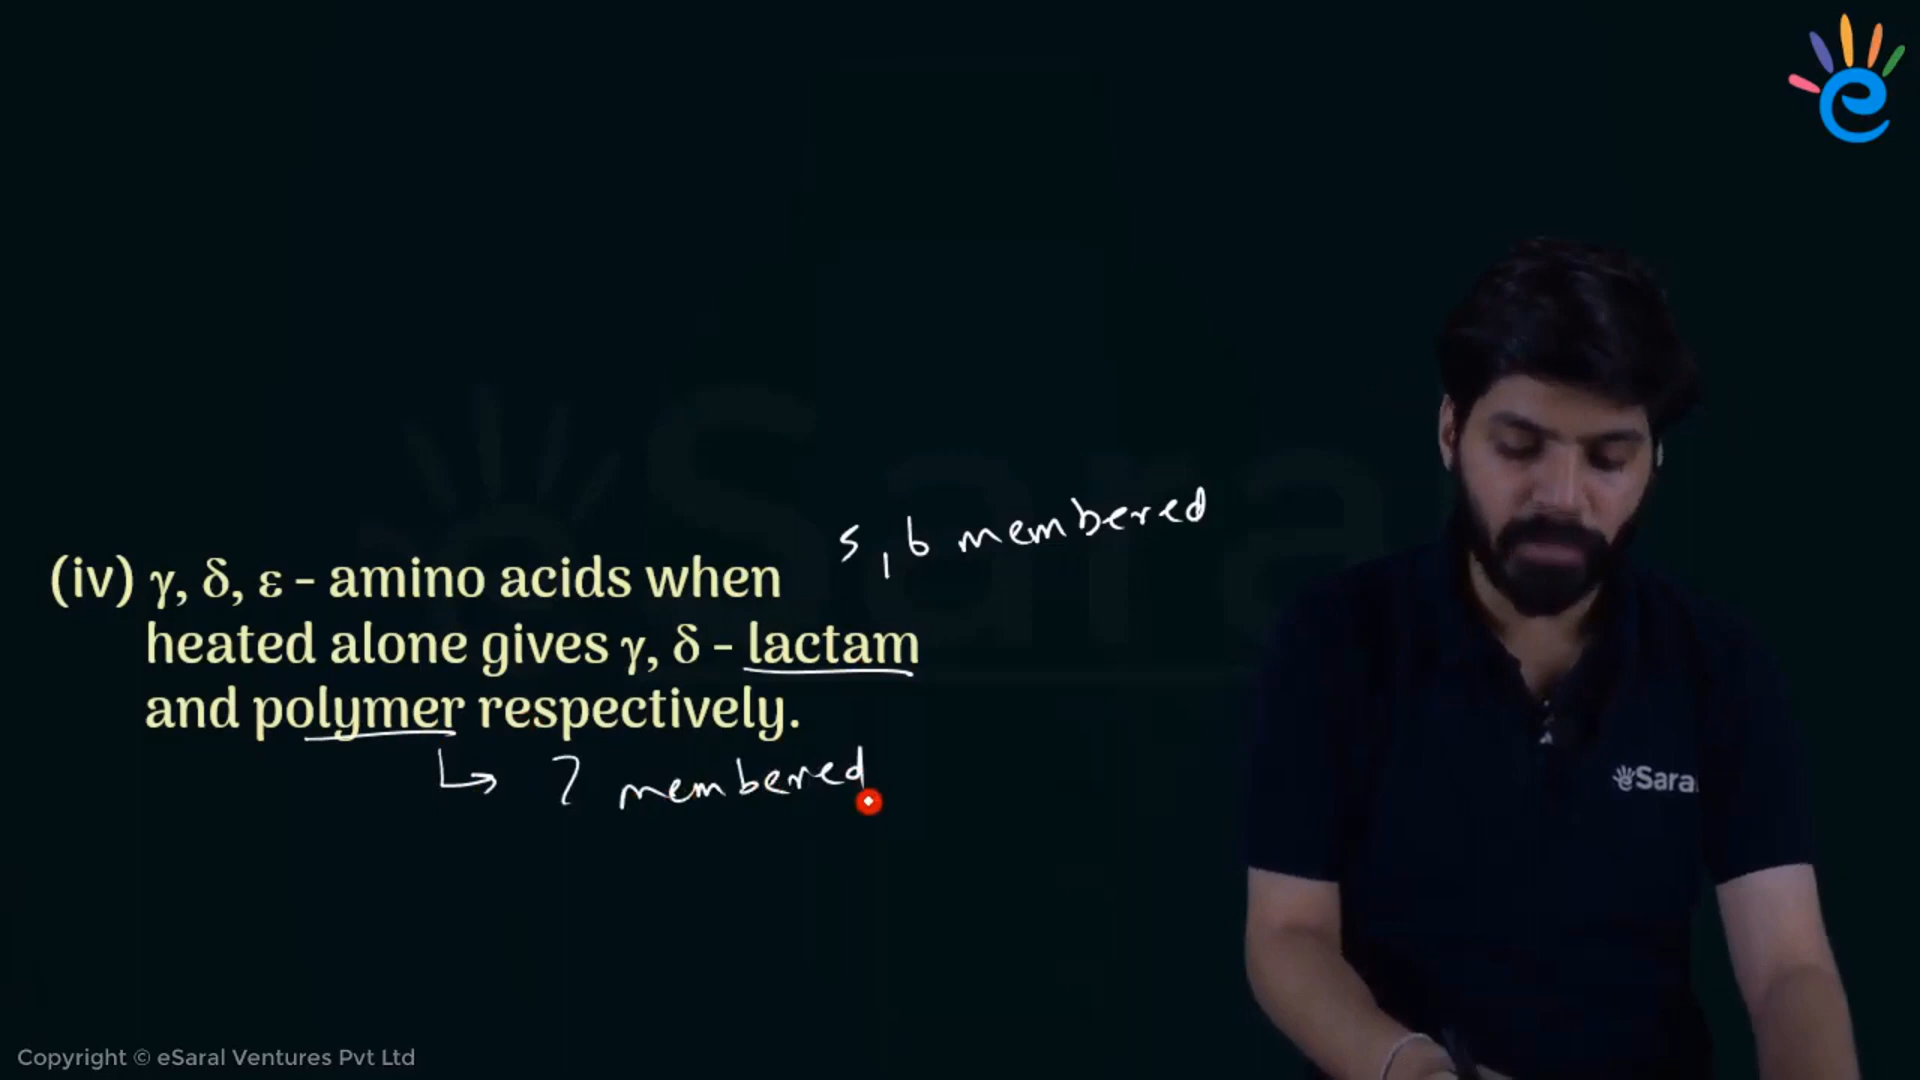 5, 6 membered
(iv) γ, δ, ε - amino acids when
heated alone gives γ, δ - lactam
and polymer respectively.
↳ 7 membered
eSaral
Copyright © eSaral Ventures Pvt Ltd